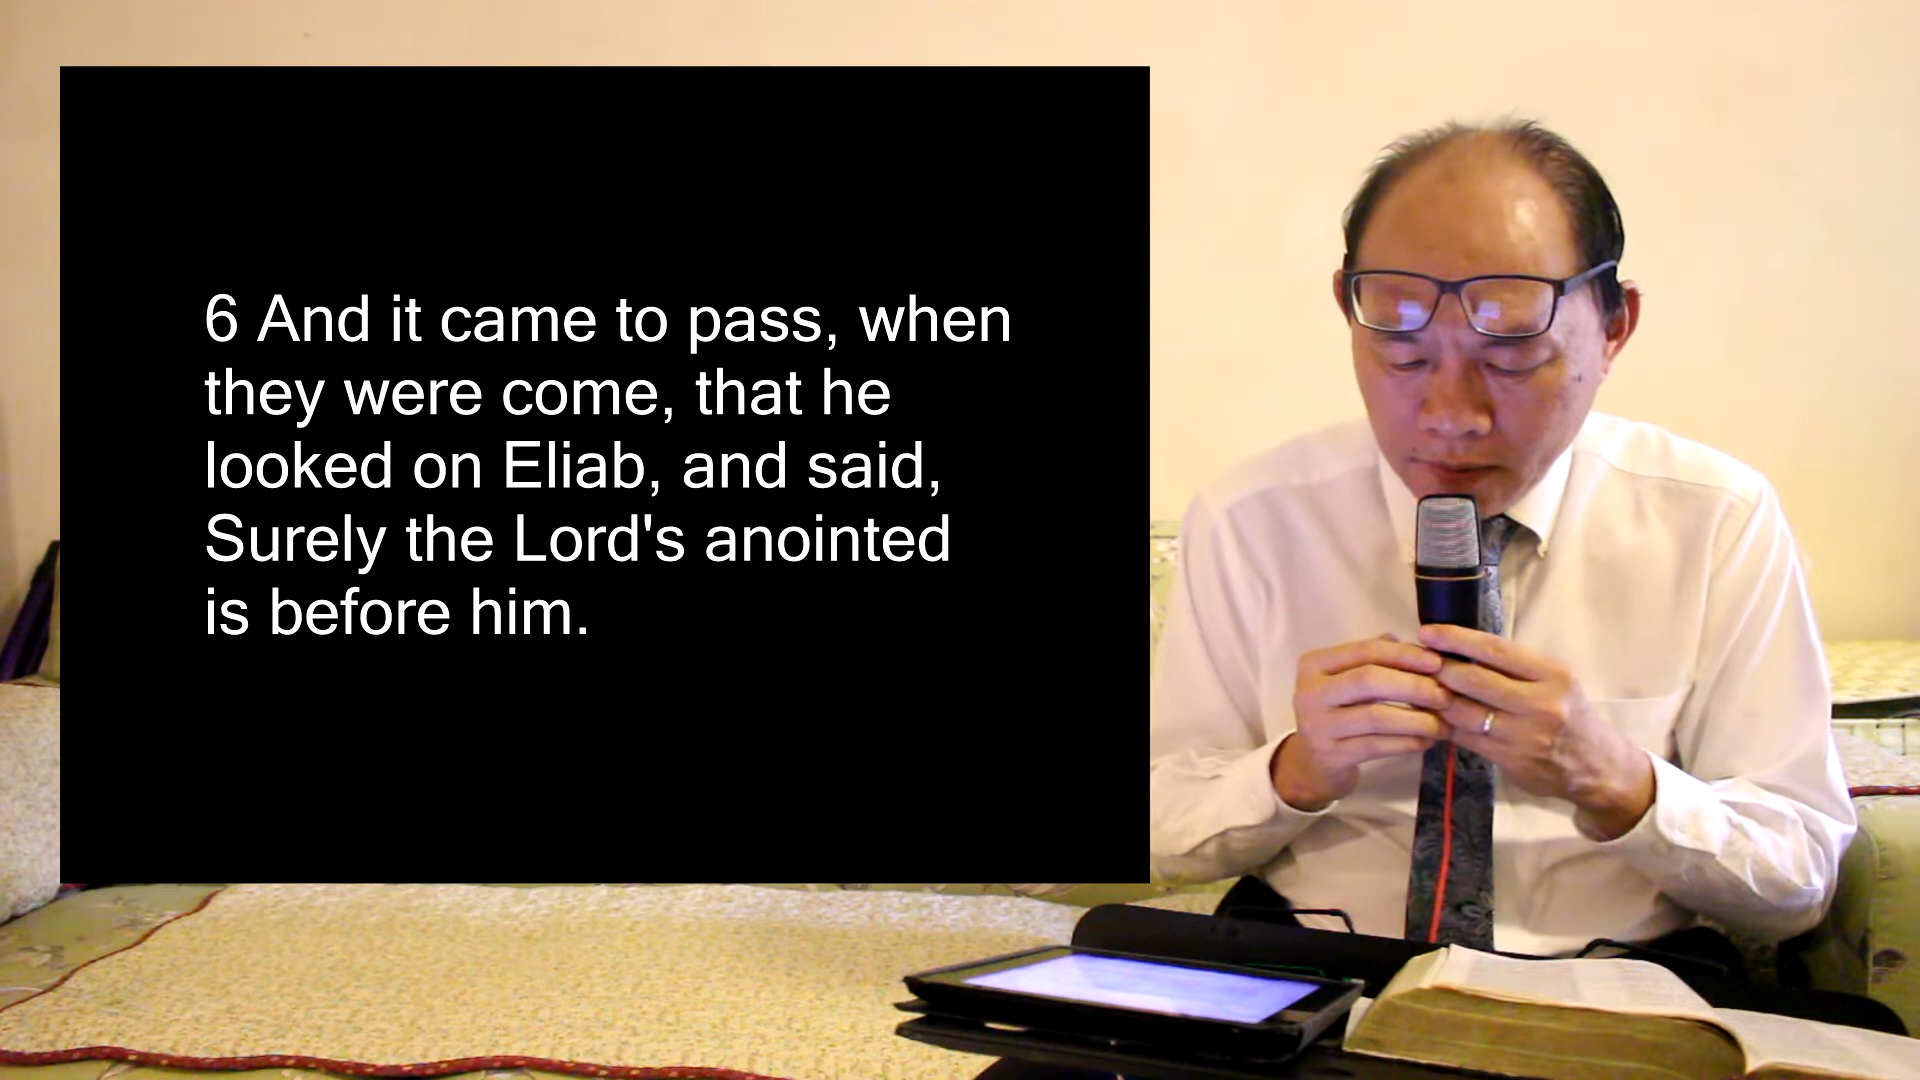 6 And it came to pass, when
they were come, that he
looked on Eliab, and said,
Surely the Lord's anointed
is before him.